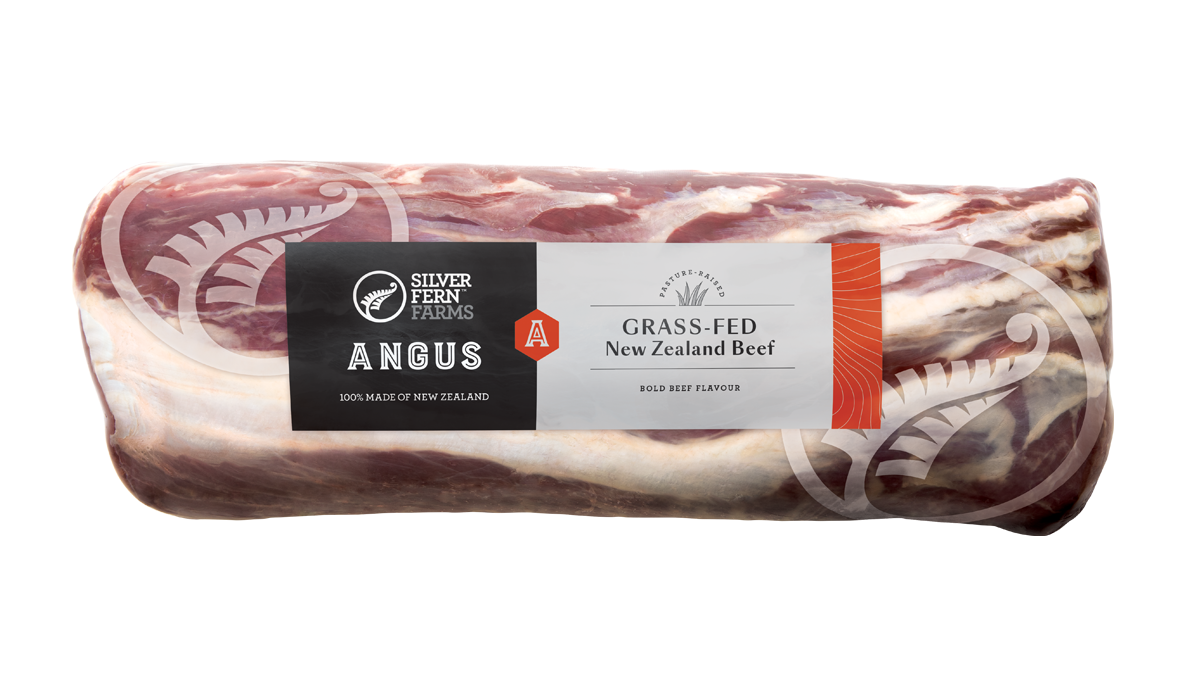 SILVER
FERN™
FARMS
ANGUS
100% MADE OF NEW ZEALAND
A
PASTURE-RAISED
GRASS-FED
New Zealand Beef
BOLD BEEF FLAVOUR